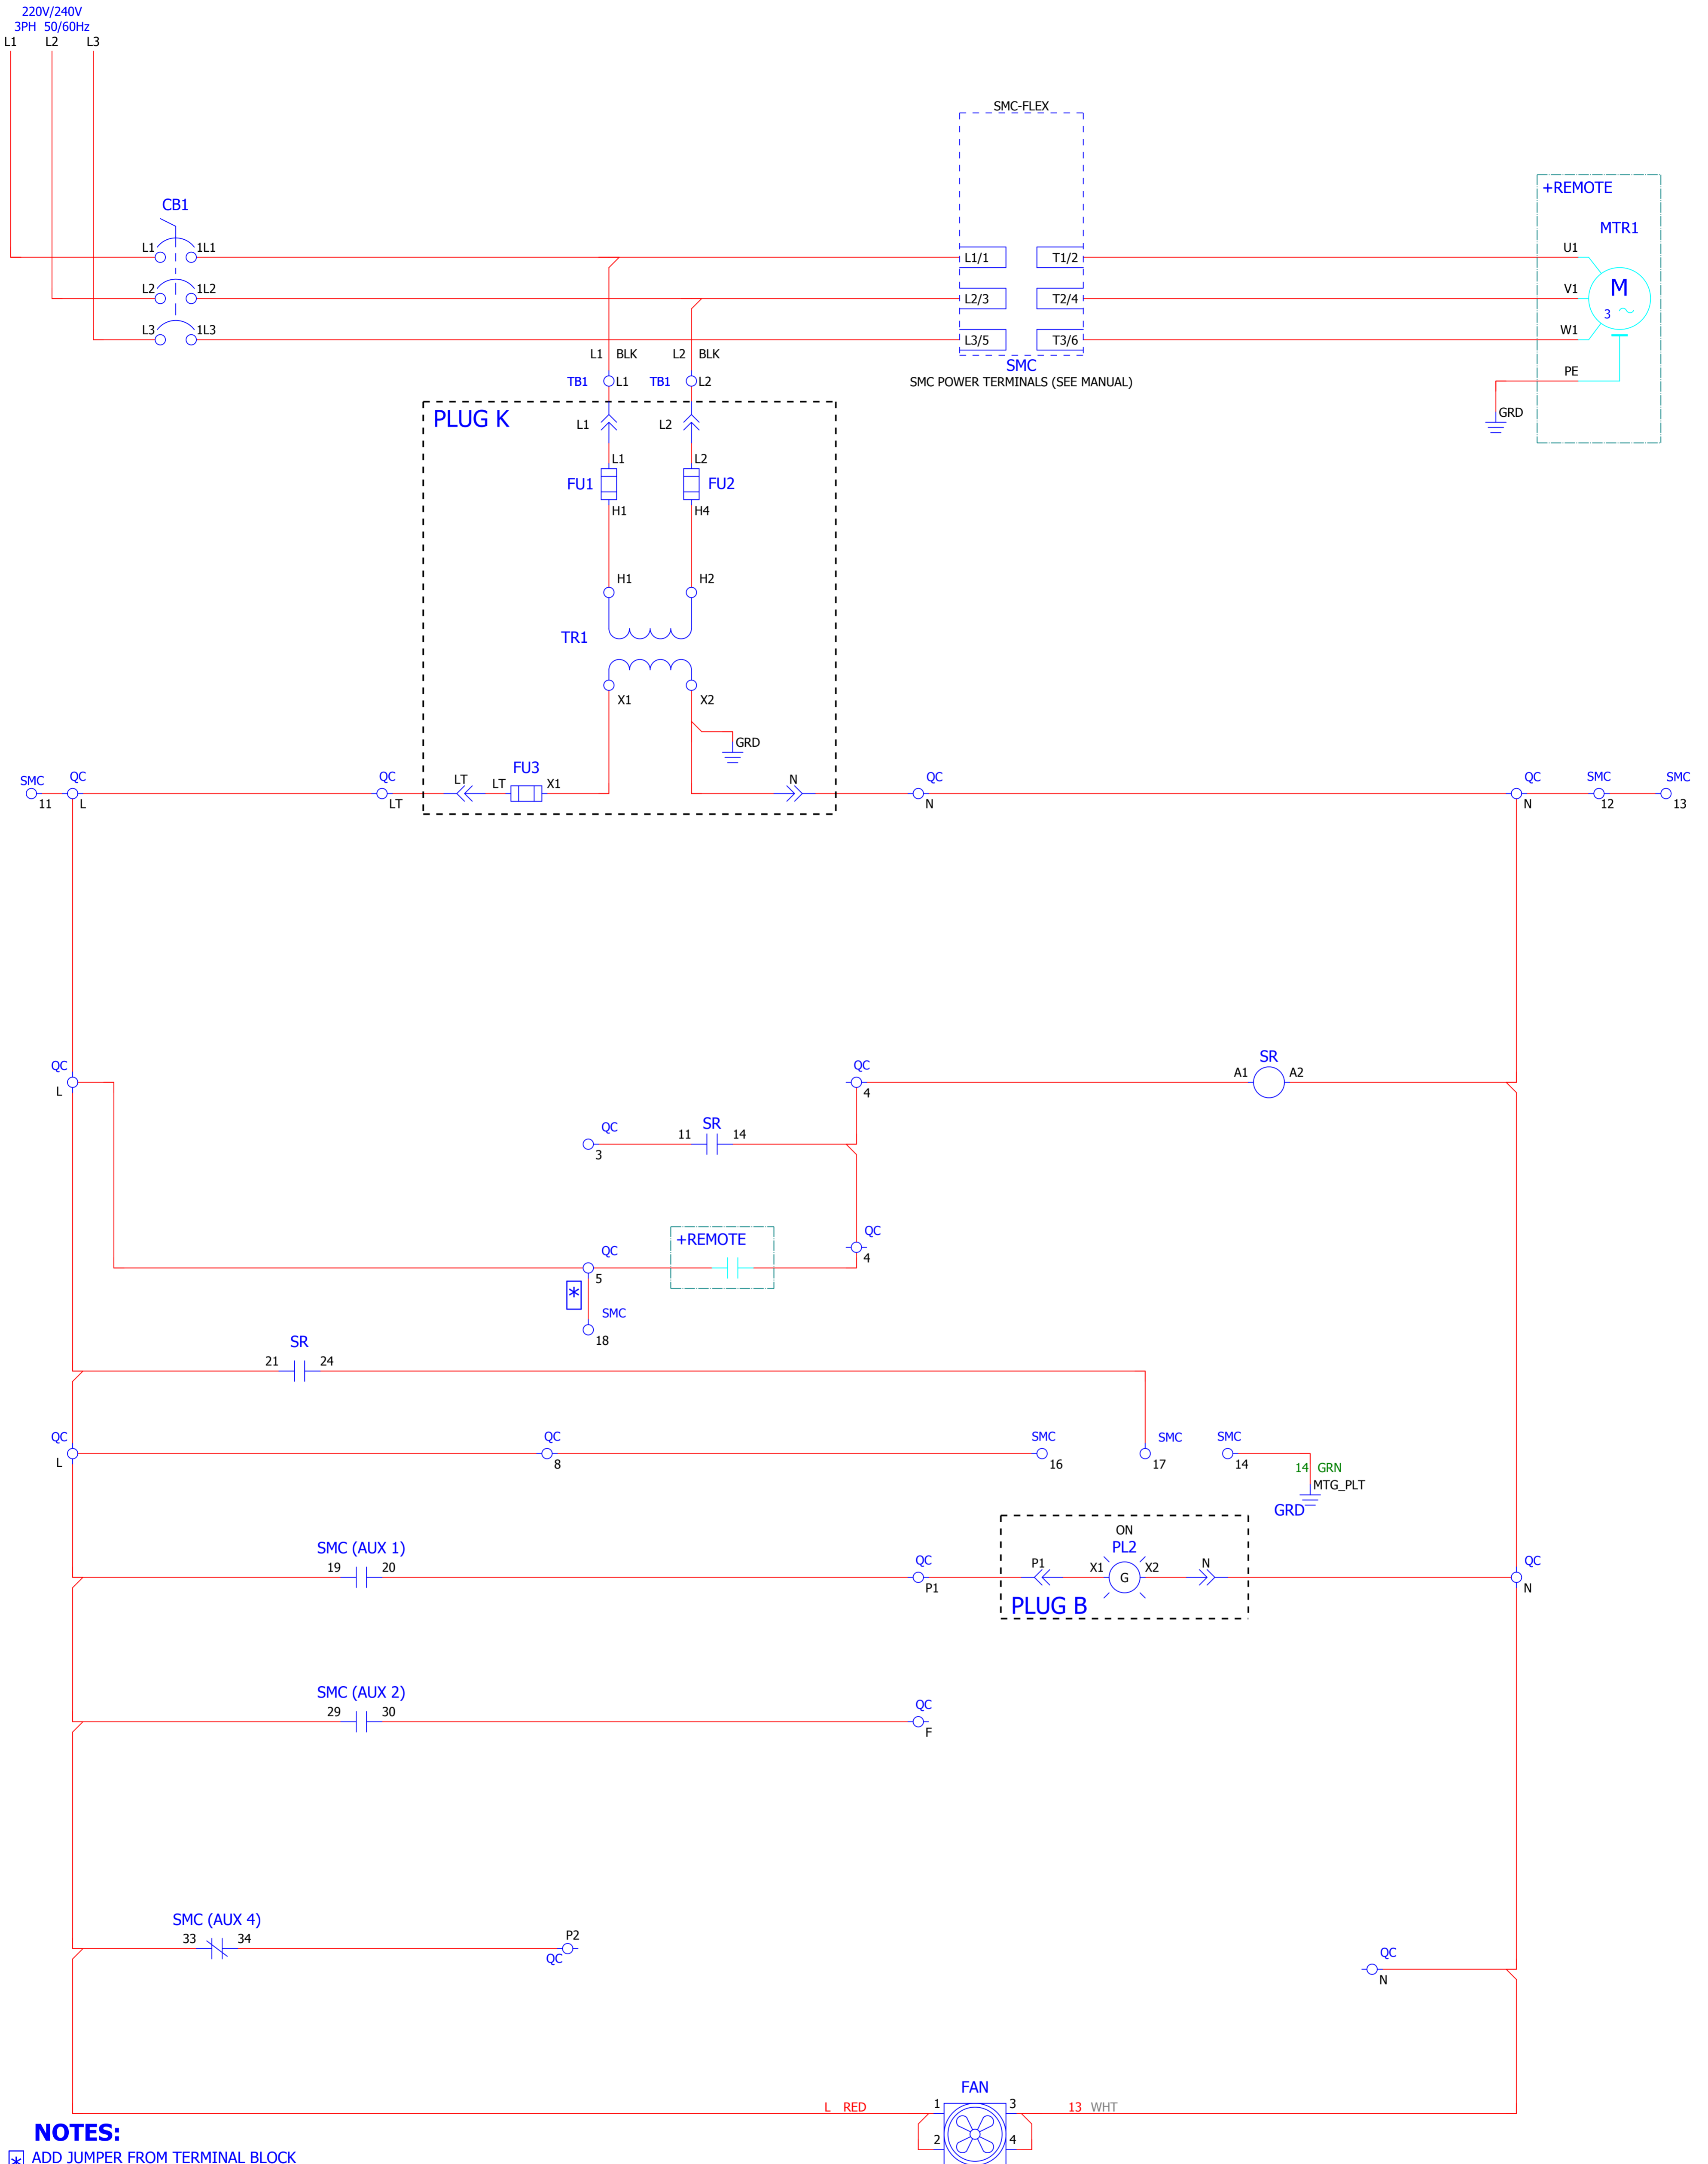 220V/240V
3PH 50/60Hz
L1 L2 L3
SMC-FLEX
+REMOTE
CB1
MTR1
L1 1L1 L1/1 T1/2 U1
L2 1L2 L2/3 T2/4 V1
M
3
L3 1L3 L3/5 T3/6 W1
L1 BLK L2 BLK
SMC
SMC POWER TERMINALS (SEE MANUAL)
PE
TB1 L1 TB1 L2
GRD
PLUG K
L1 L2
L1 L2
FU1 FU2
H1 H4
H1 H2
TR1
X1 X2
GRD
SMC QC QC LT LT FU3 X1 N QC QC SMC SMC
11 L LT N N 12 13
QC QC SR
L 4 A1 A2
QC SR
3 11 14
+REMOTE QC
4
QC
5
*
SMC
18
SR
21 24
QC QC SMC SMC SMC
L 8 16 17 14
14 GRN
MTG_PLT
GRD
ON
SMC (AUX 1) PL2
19 20 QC P1 X1 G X2 N QC
P1 N
PLUG B
SMC (AUX 2)
29 30 QC
F
SMC (AUX 4)
33 34 P2
QC
QC
N
FAN
L RED 1 3 13 WHT
2 4
NOTES:
* ADD JUMPER FROM TERMINAL BLOCK